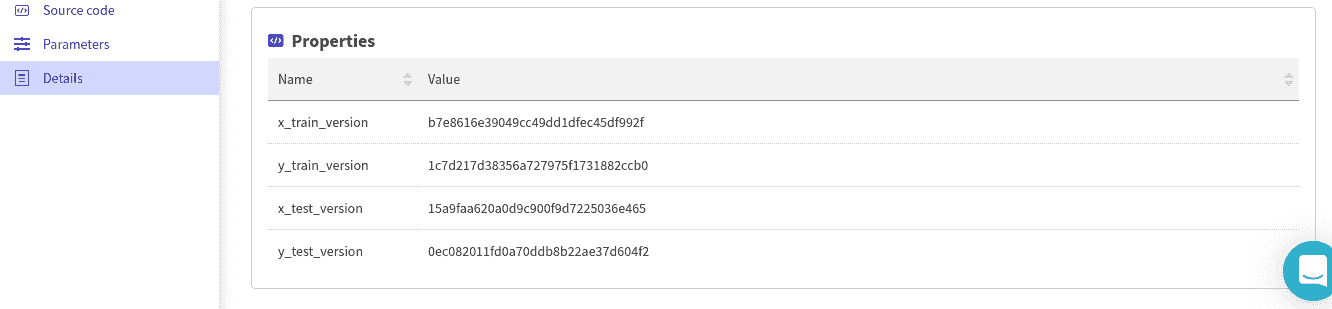 Source code
Parameters
Details
Properties
Name Value
x_train_version b7e8616e39049cc49dd1dfec45df992f
y_train_version 1c7d217d38356a727975f1731882ccb0
x_test_version 15a9faa620a0d9c900f9d7225036e465
y_test_version 0ec082011fd0a70ddb8b22ae37d604f2